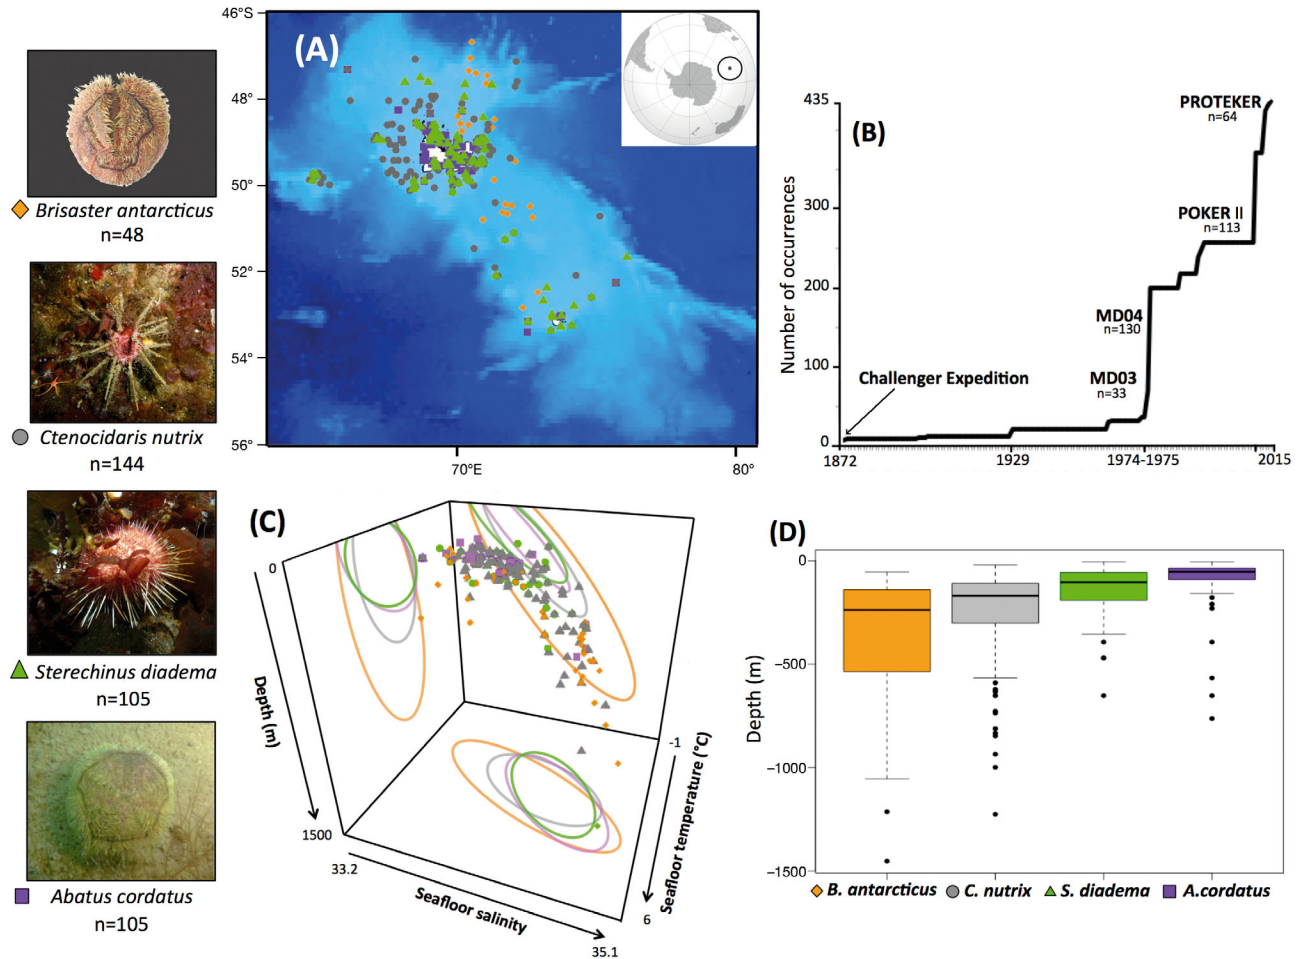 Brisaster antarcticus
n=48
Ctenocidaris nutrix
n=144
Sterechinus diadema
n=105
Abatus cordatus
n=105
(A)
46°S
48°
50°
52°
54°
56°
70°E
80°
(B)
Number of occurrences
435
300
200
100
0
1872
1929
1974-1975
2015
Challenger Expedition
MD03
n=33
MD04
n=130
POKER II
n=113
PROTEKER
n=64
(C)
0
Depth (m)
1500
33.2
Seafloor salinity
35.1
-1
Seafloor temperature (°C)
6
(D)
Depth (m)
0
−500
−1000
−1500
B. antarcticus
C. nutrix
S. diadema
A.cordatus